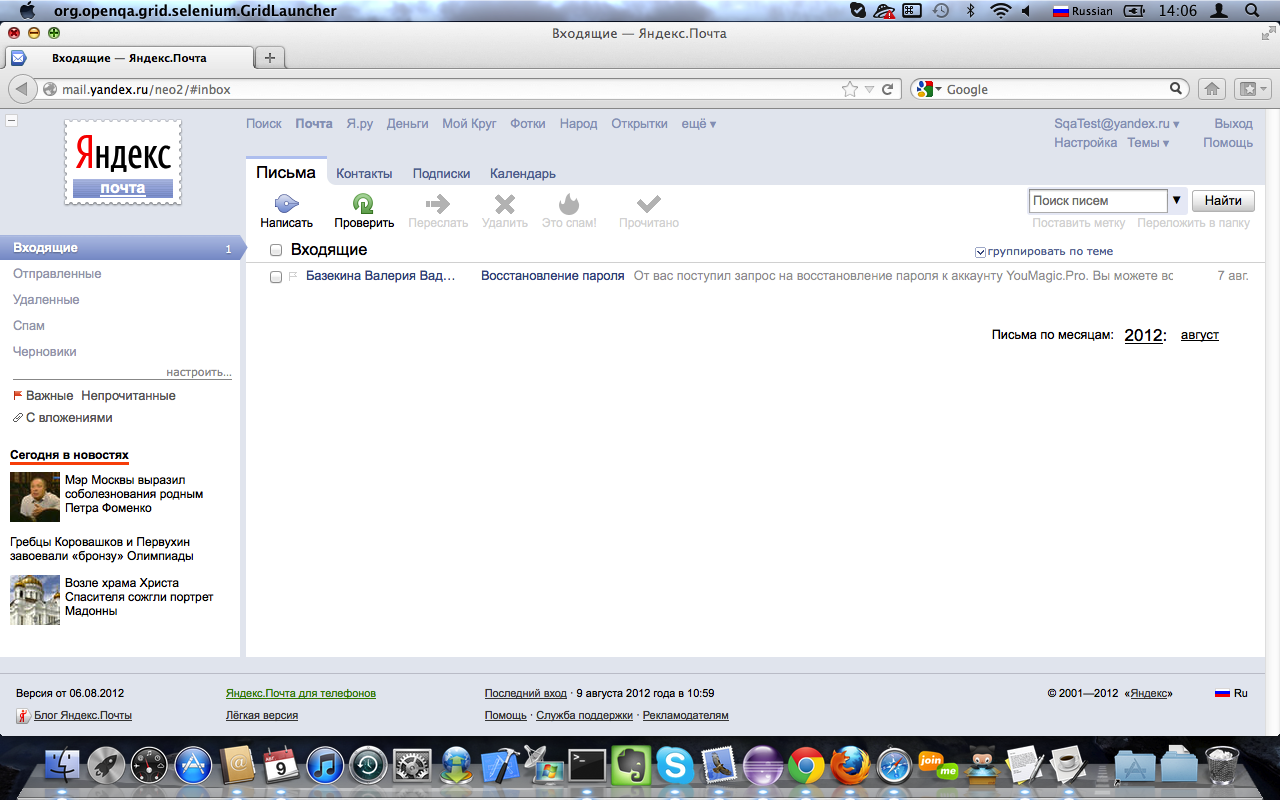 org.openqa.grid.selenium.GridLauncher
Russian
14:06
Входящие — Яндекс.Почта
Входящие — Яндекс.Почта
mail.yandex.ru/neo2/#inbox
Google
Яндекс
почта
Поиск Почта Я.ру Деньги Мой Круг Фотки Народ Открытки ещё ▾
SqaTest@yandex.ru ▾ Выход
Настройка Темы ▾ Помощь
Письма Контакты Подписки Календарь
Написать Проверить Переслать Удалить Это спам! Прочитано
Поиск писем ▼ Найти
Поставить метку Переложить в папку
Входящие 1
Отправленные
Удаленные
Спам
Черновики
настроить...
Важные Непрочитанные
С вложениями
Входящие
группировать по теме
Базекина Валерия Вад… Восстановление пароля От вас поступил запрос на восстановление пароля к аккаунту YouMagic.Pro. Вы можете вс 7 авг.
Письма по месяцам: 2012: август
Сегодня в новостях
Мэр Москвы выразил
соболезнования родным
Петра Фоменко
Гребцы Коровашков и Первухин
завоевали «бронзу» Олимпиады
Возле храма Христа
Спасителя сожгли портрет
Мадонны
Версия от 06.08.2012
Яндекс.Почта для телефонов
Последний вход · 9 августа 2012 года в 10:59
© 2001—2012 «Яндекс»
Ru
Блог Яндекс.Почты
Лёгкая версия
Помощь · Служба поддержки · Рекламодателям
9
join
me